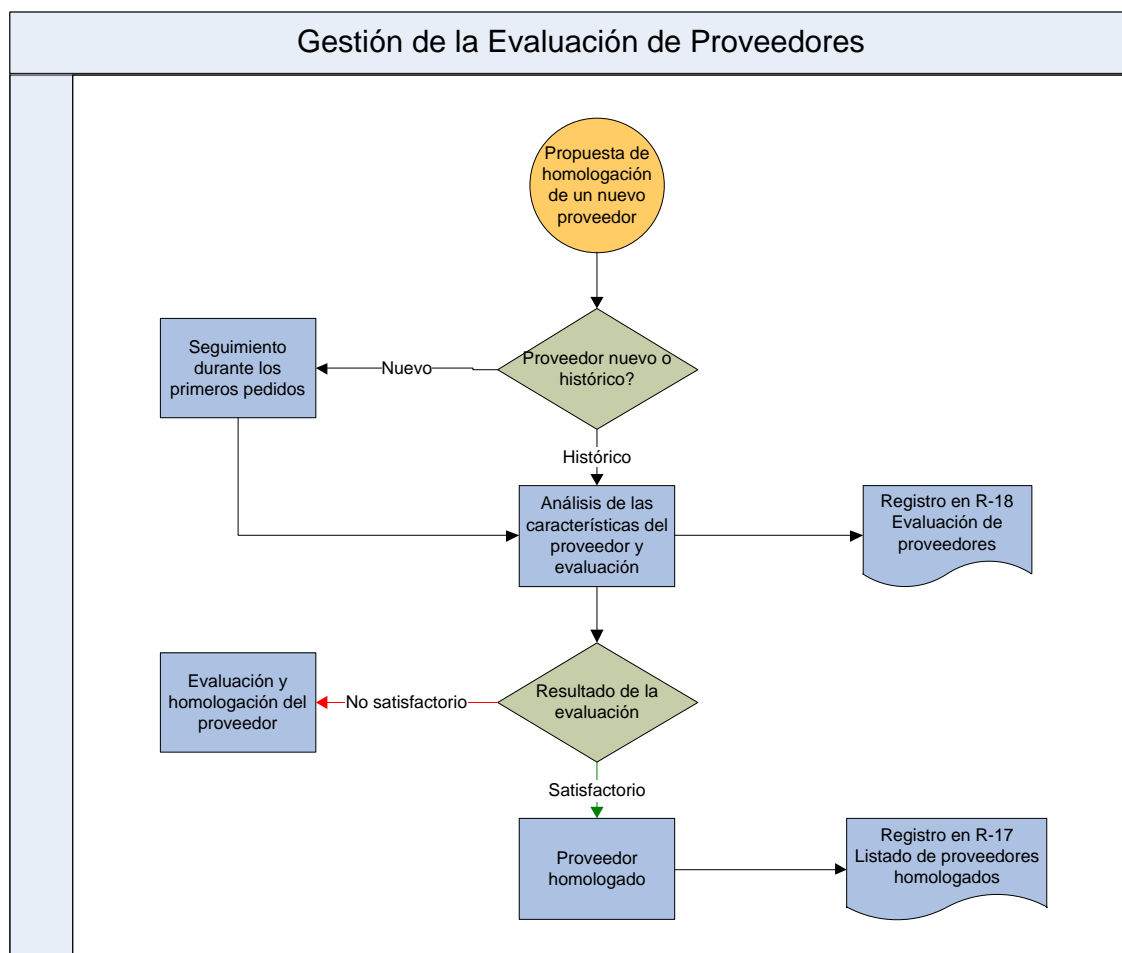 Gestión de la Evaluación de Proveedores
Propuesta de
homologación
de un nuevo
proveedor
Proveedor nuevo o
histórico?
Nuevo
Seguimiento
durante los
primeros pedidos
Histórico
Análisis de las
características del
proveedor y
evaluación
Registro en R-18
Evaluación de
proveedores
Resultado de la
evaluación
No satisfactorio
Evaluación y
homologación del
proveedor
Satisfactorio
Proveedor
homologado
Registro en R-17
Listado de proveedores
homologados